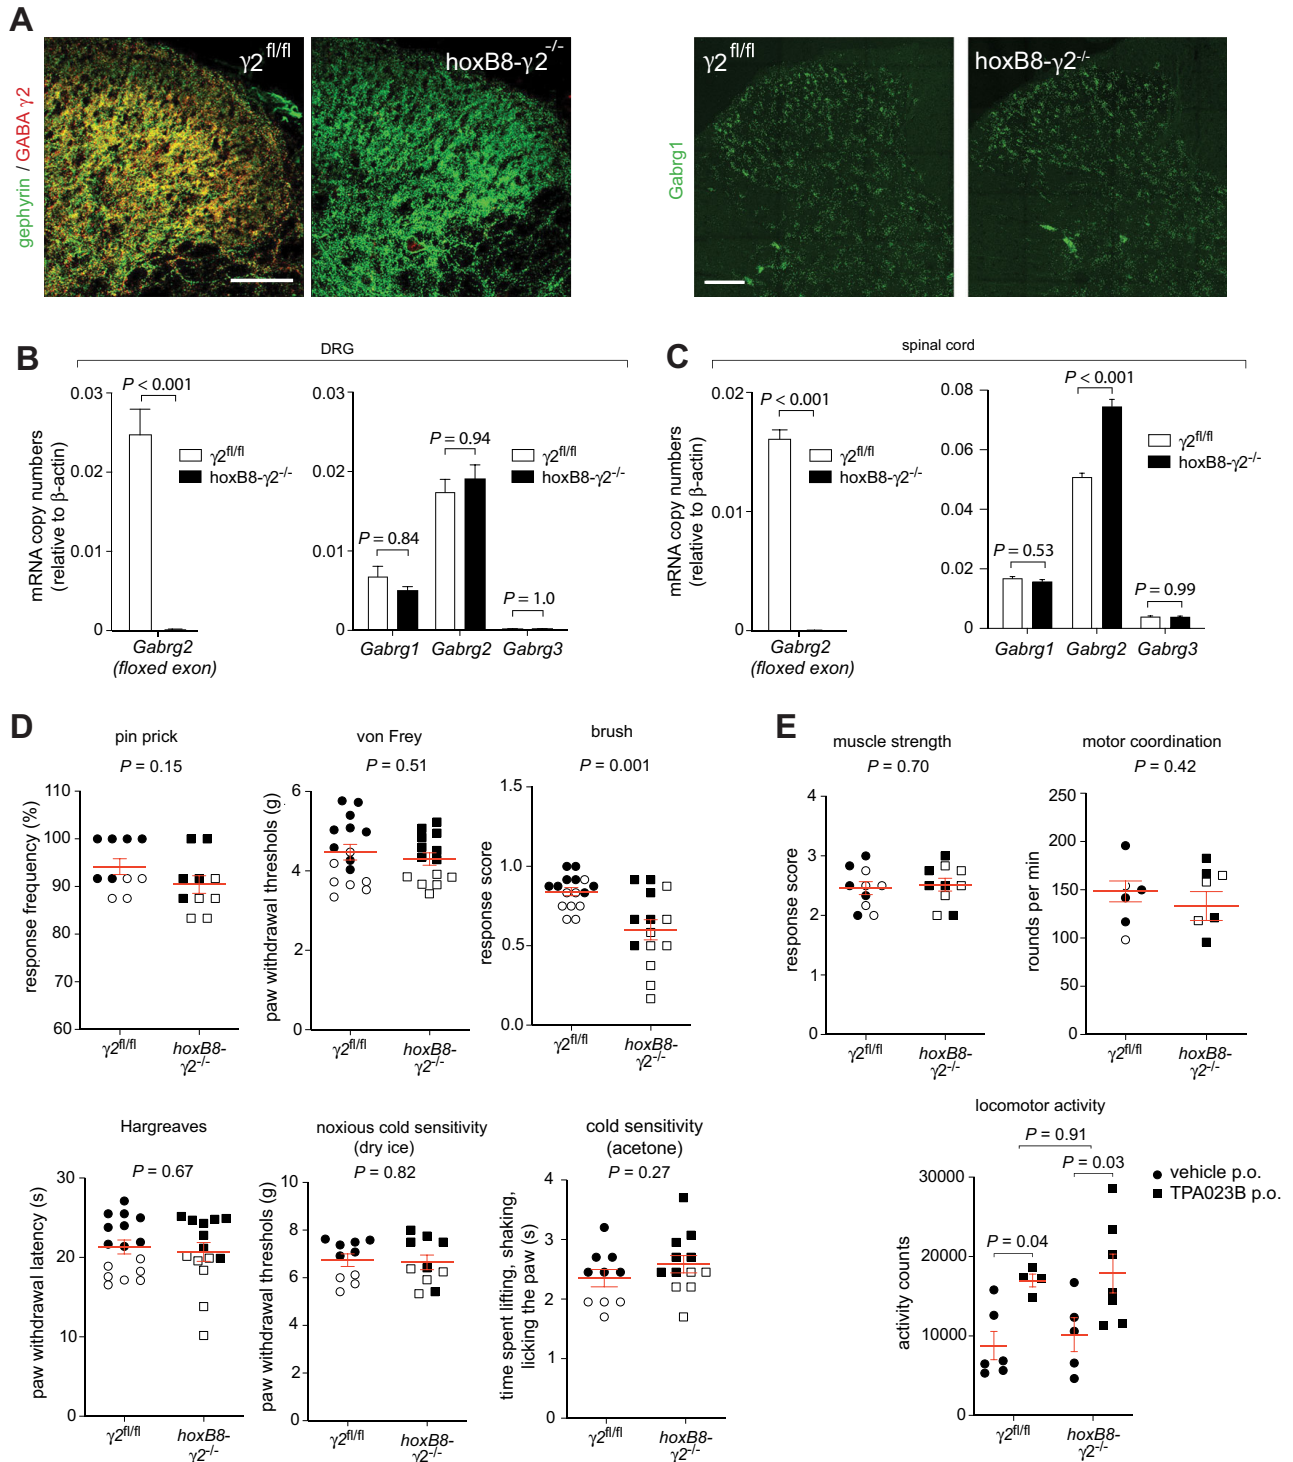 A
γ2fl/fl
hoxB8-γ2-/-
gephyrin / GABA γ2
γ2fl/fl
hoxB8-γ2-/-
Gabrg1
B
DRG
P < 0.001
0.03
0.02
0.01
0
mRNA copy numbers
(relative to β-actin)
γ2fl/fl
hoxB8-γ2-/-
Gabrg2
(floxed exon)
0.03
0.02
0.01
0
P = 0.84
P = 0.94
P = 1.0
γ2fl/fl
hoxB8-γ2-/-
Gabrg1 Gabrg2 Gabrg3
C
spinal cord
P < 0.001
0.02
0.01
0
mRNA copy numbers
(relative to β-actin)
γ2fl/fl
hoxB8-γ2-/-
Gabrg2
(floxed exon)
0.08
0.06
0.04
0.02
0
P = 0.53
P < 0.001
P = 0.99
γ2fl/fl
hoxB8-γ2-/-
Gabrg1 Gabrg2 Gabrg3
D
pin prick
P = 0.15
110
100
90
80
70
60
response frequency (%)
γ2fl/fl
hoxB8-
γ2-/-
von Frey
P = 0.51
6
4
2
0
paw withdrawal threshols (g)
γ2fl/fl
hoxB8-
γ2-/-
brush
P = 0.001
1.5
1.0
0.5
0.0
response score
γ2fl/fl
hoxB8-
γ2-/-
Hargreaves
P = 0.67
30
20
10
0
paw withdrawal latency (s)
γ2fl/fl
hoxB8-
γ2-/-
noxious cold sensitivity
(dry ice)
P = 0.82
10
8
6
4
2
0
paw withdrawal threshols (g)
γ2fl/fl
hoxB8-
γ2-/-
cold sensitivity
(acetone)
P = 0.27
4
3
2
1
0
time spent lifting, shaking,
licking the paw (s)
γ2fl/fl
hoxB8-
γ2-/-
E
muscle strength
P = 0.70
4
3
2
1
0
response score
γ2fl/fl
hoxB8-
γ2-/-
motor coordination
P = 0.42
250
200
150
100
50
0
rounds per min
γ2fl/fl
hoxB8-
γ2-/-
locomotor activity
P = 0.91
P = 0.03
P = 0.04
30000
20000
10000
0
activity counts
vehicle p.o.
TPA023B p.o.
γ2fl/fl
hoxB8-
γ2-/-